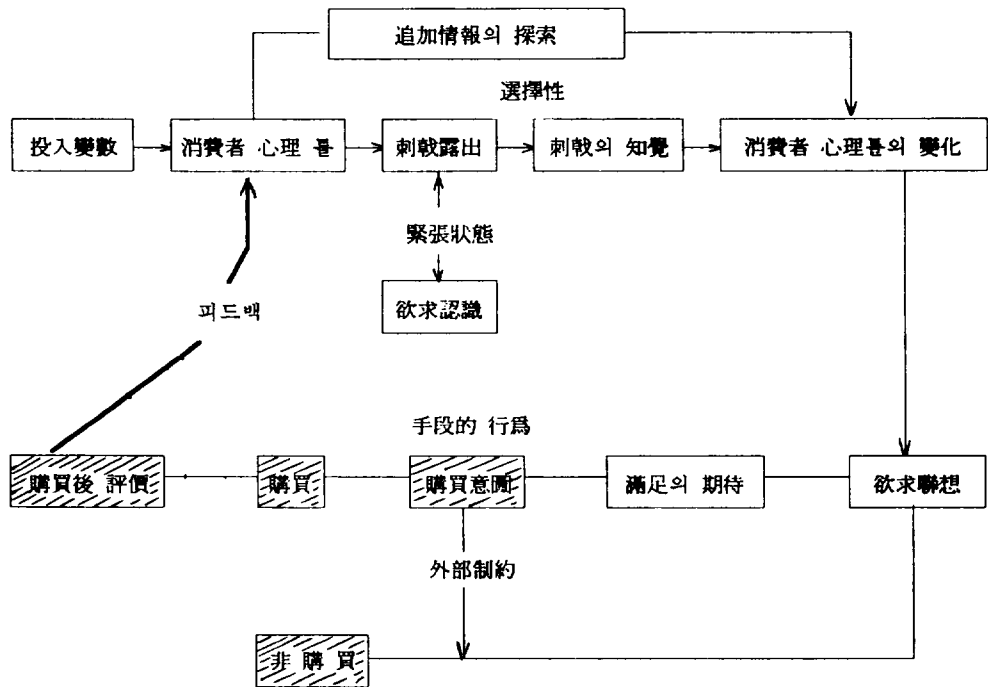 追加情報의 探索
選擇性
投入變數
消費者 心理 틀
刺戟露出
刺戟의 知覺
消費者 心理틀의 變化
緊張狀態
欲求認識
피드백
手段的 行爲
購買後 評價
購買
購買意圖
滿足의 期待
欲求聯想
外部制約
非 購 買